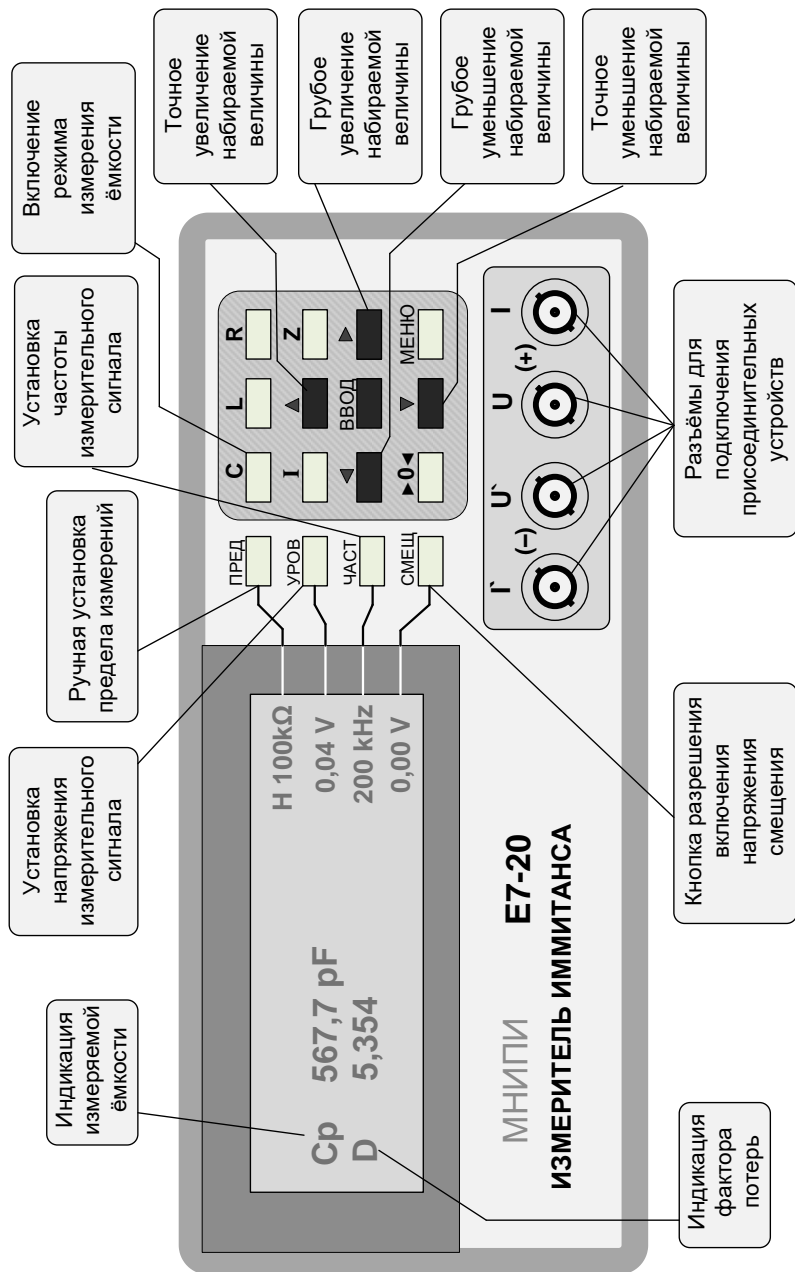 Индикация
измеряемой
ёмкости
Установка
напряжения
измерительного
сигнала
Ручная установка
предела измерений
Установка
частоты
измерительного
сигнала
Включение
режима
измерения
ёмкости
Точное
увеличение
набираемой
величины
Грубое
увеличение
набираемой
величины
Грубое
уменьшение
набираемой
величины
Точное
уменьшение
набираемой
величины
Cp 567,7 pF
D 5,354
H 100kΩ
0,04 V
200 kHz
0,00 V
ПРЕД
УРОВ
ЧАСТ
СМЕЩ
C L R
I Z
ВВОД
►0◄ МЕНЮ
I` U` U I
(–) (+)
МНИПИ E7-20
ИЗМЕРИТЕЛЬ ИММИТАНСА
Индикация
фактора
потерь
Кнопка разрешения
включения
напряжения
смещения
Разъёмы для
подключения
присоединительных
устройств